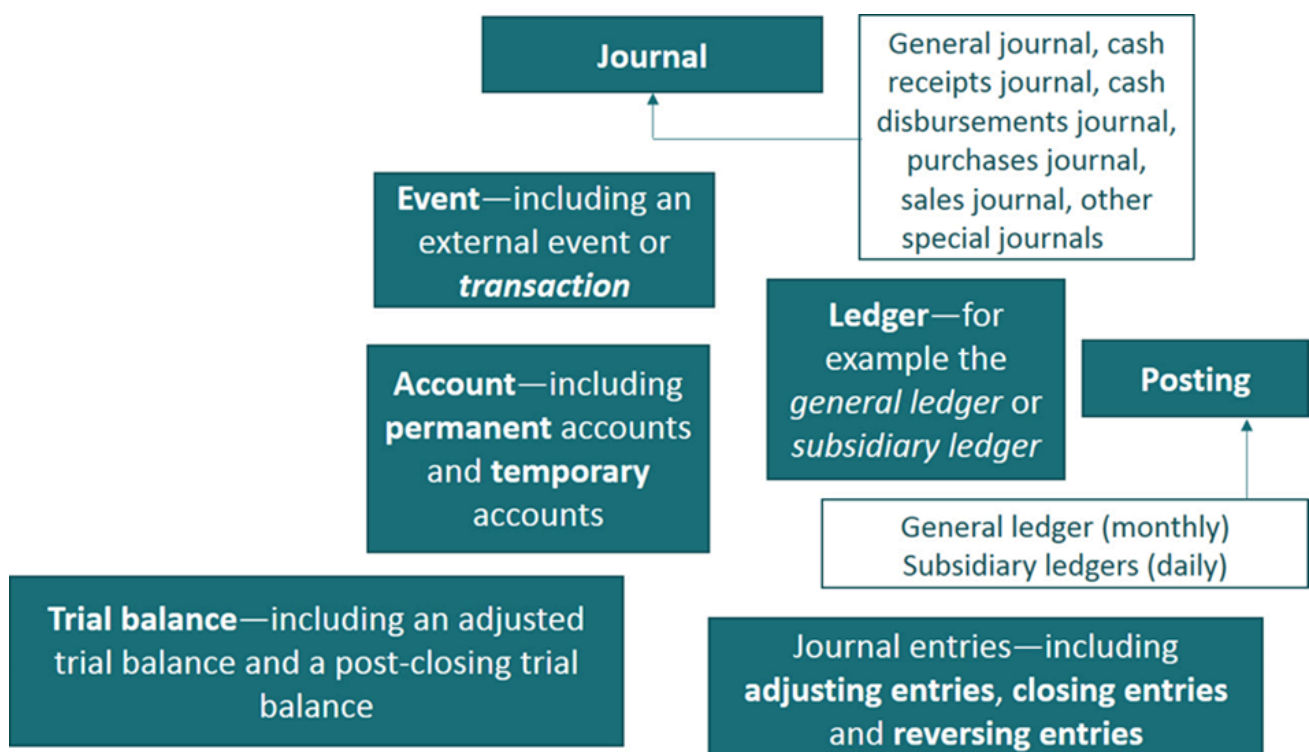 Journal
General journal, cash
receipts journal, cash
disbursements journal,
purchases journal,
sales journal, other
special journals
Event—including an
external event or
transaction
Ledger—for
example the
general ledger or
subsidiary ledger
Posting
Account—including
permanent accounts
and temporary
accounts
General ledger (monthly)
Subsidiary ledgers (daily)
Trial balance—including an adjusted
trial balance and a post-closing trial
balance
Journal entries—including
adjusting entries, closing entries
and reversing entries